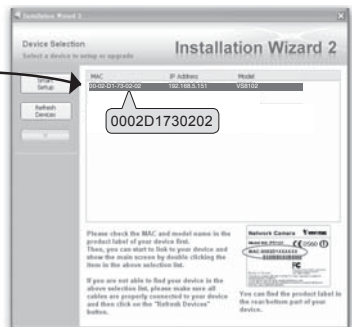 Installation Wizard 2
Device Selection
Select a device to setup or upgrade
Installation Wizard 2
MAC IP Address Model
00-02-D1-73-02-02 192.168.5.151 VS8102
Smart
Setup
0002D1730202
Refresh
Devices
Please check the MAC and model name in the
product label of your device first.
Then, you can start to link to your device and
show the main screen by double clicking the
item in the above selection list.
If you are not able to find your device in the
above selection list, please make sure all
cables are properly connected to your device
and then click on the "Refresh Devices"
button.
Network Camera
0560
You can find the product label in
the rear/bottom part of your
device.